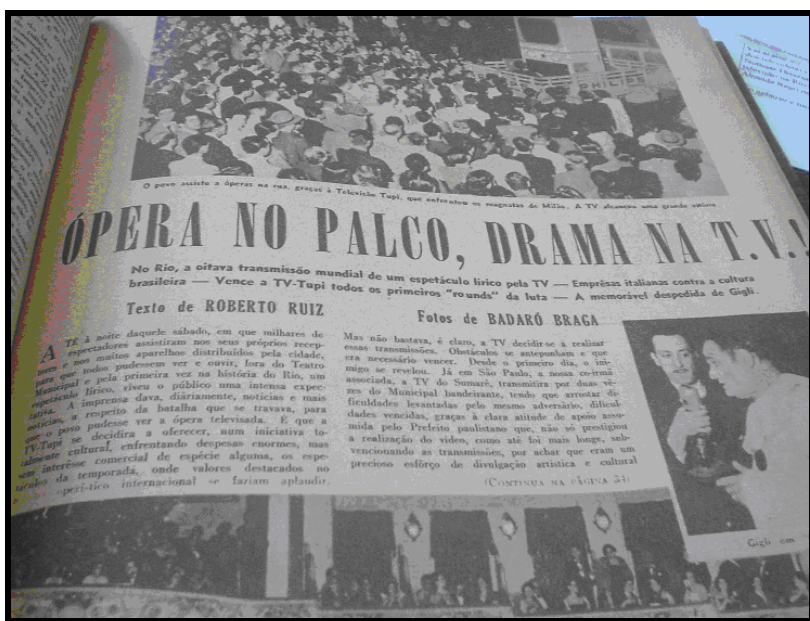 PHILIPS
O povo assiste a óperas na rua, graças à Televisão Tupi, que enfrentou os magnatas de Milão. A TV alcançou uma grande vitória
ÓPERA NO PALCO, DRAMA NA T.V.!
No Rio, a oitava transmissão mundial de um espetáculo lírico pela TV — Emprêsas italianas contra a cultura
brasileira — Vence a TV-Tupi todos os primeiros "rounds" da luta — A memorável despedida de Gigli.
Texto de ROBERTO RUIZ
Fotos de BADARÓ BRAGA
ATÉ à noite daquele sábado, em que milhares de
espectadores assistiram nos seus próprios recep-
tores e nos muitos aparelhos distribuídos pela cidade,
para que todos pudessem ver e ouvir, fora do Teatro
Municipal e pela primeira vez na história do Rio, um
espetáculo lírico, viveu o público uma intensa expec-
tativa. A imprensa dava, diàriamente, notícias e mais
notícias, a respeito da batalha que se travava, para
que o povo pudesse ver a ópera televisada. É que a
TV-Tupi se decidira a oferecer, num iniciativa to-
talmente cultural, enfrentando despesas enormes, mas
sem interêsse comercial de espécie alguma, os espe-
táculos da temporada, onde valores destacados no
operí-tico internacional se faziam aplaudir.
Mas não bastava, é claro, a TV decidir-se a realizar
essas transmissões. Obstáculos se antepunham e que
era necessário vencer. Desde o primeiro dia, o ini-
migo se revelou. Já em São Paulo, a nossa co-irmã
associada, a TV do Sumaré, transmitira por duas vê-
zes do Municipal bandeirante, tendo que arrostar di-
ficuldades levantadas pelo mesmo adversário, dificul-
dades vencidas, graças à clara atitude de apoio assu-
mida pelo Prefeito paulistano que, não só prestigiou
a realização do vídeo, como até foi mais longe, sub-
vencionando as transmissões, por achar que eram um
precioso esfôrço de divulgação artística e cultural
(CONTINUA NA PÁGINA 54)
Gigli em